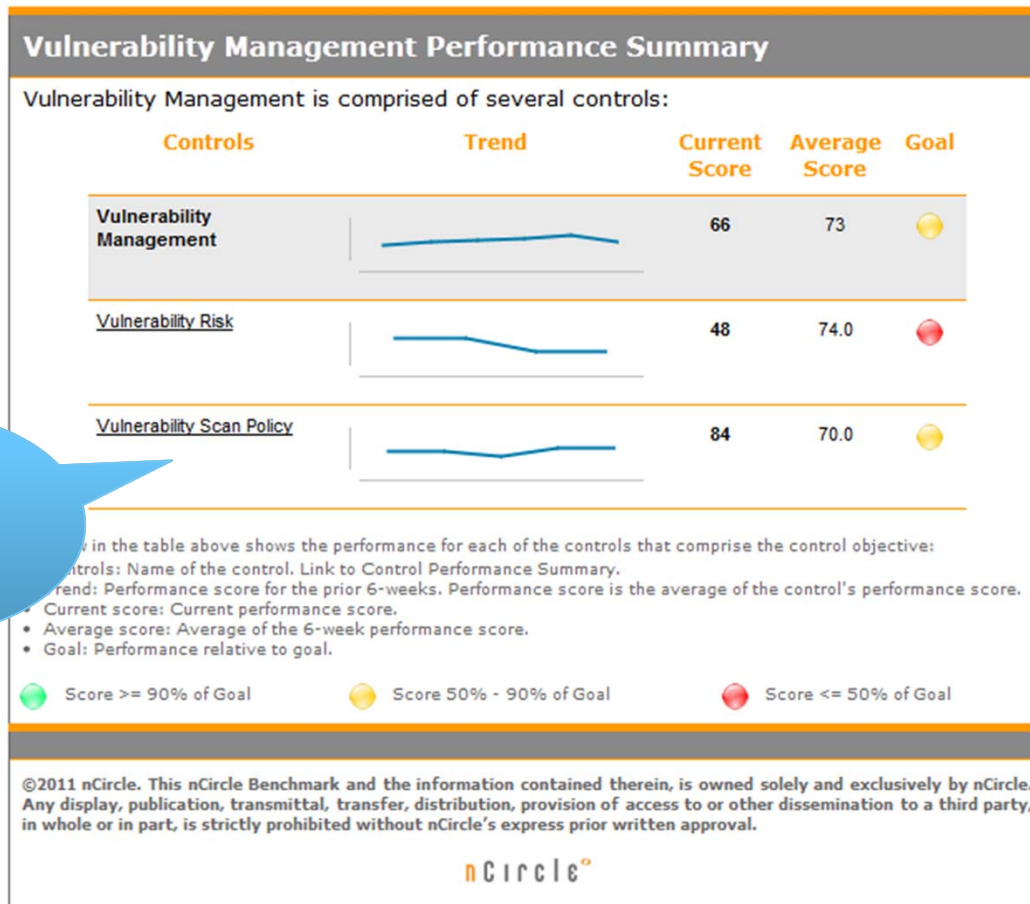 Vulnerability Management Performance Summary
Vulnerability Management is comprised of several controls:
Controls Trend Current Score Average Score Goal
Vulnerability Management 66 73
Vulnerability Risk 48 74.0
Vulnerability Scan Policy 84 70.0
in the table above shows the performance for each of the controls that comprise the control objective:
Name of the control. Link to Control Performance Summary.
Performance score for the prior 6-weeks. Performance score is the average of the control's performance score.
• Current score: Current performance score.
• Average score: Average of the 6-week performance score.
• Goal: Performance relative to goal.
Score >= 90% of Goal Score 50% - 90% of Goal Score <= 50% of Goal
©2011 nCircle. This nCircle Benchmark and the information contained therein, is owned solely and exclusively by nCircle.
Any display, publication, transmittal, transfer, distribution, provision of access to or other dissemination to a third party,
in whole or in part, is strictly prohibited without nCircle's express prior written approval.
nCircle